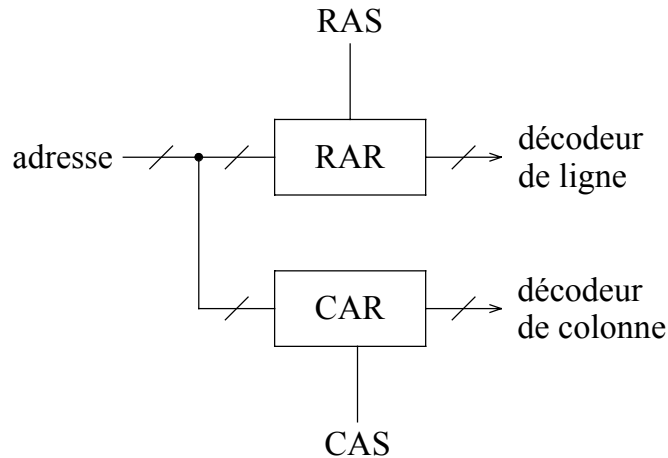 RAS
adresse
RAR
décodeur
de ligne
CAR
décodeur
de colonne
CAS